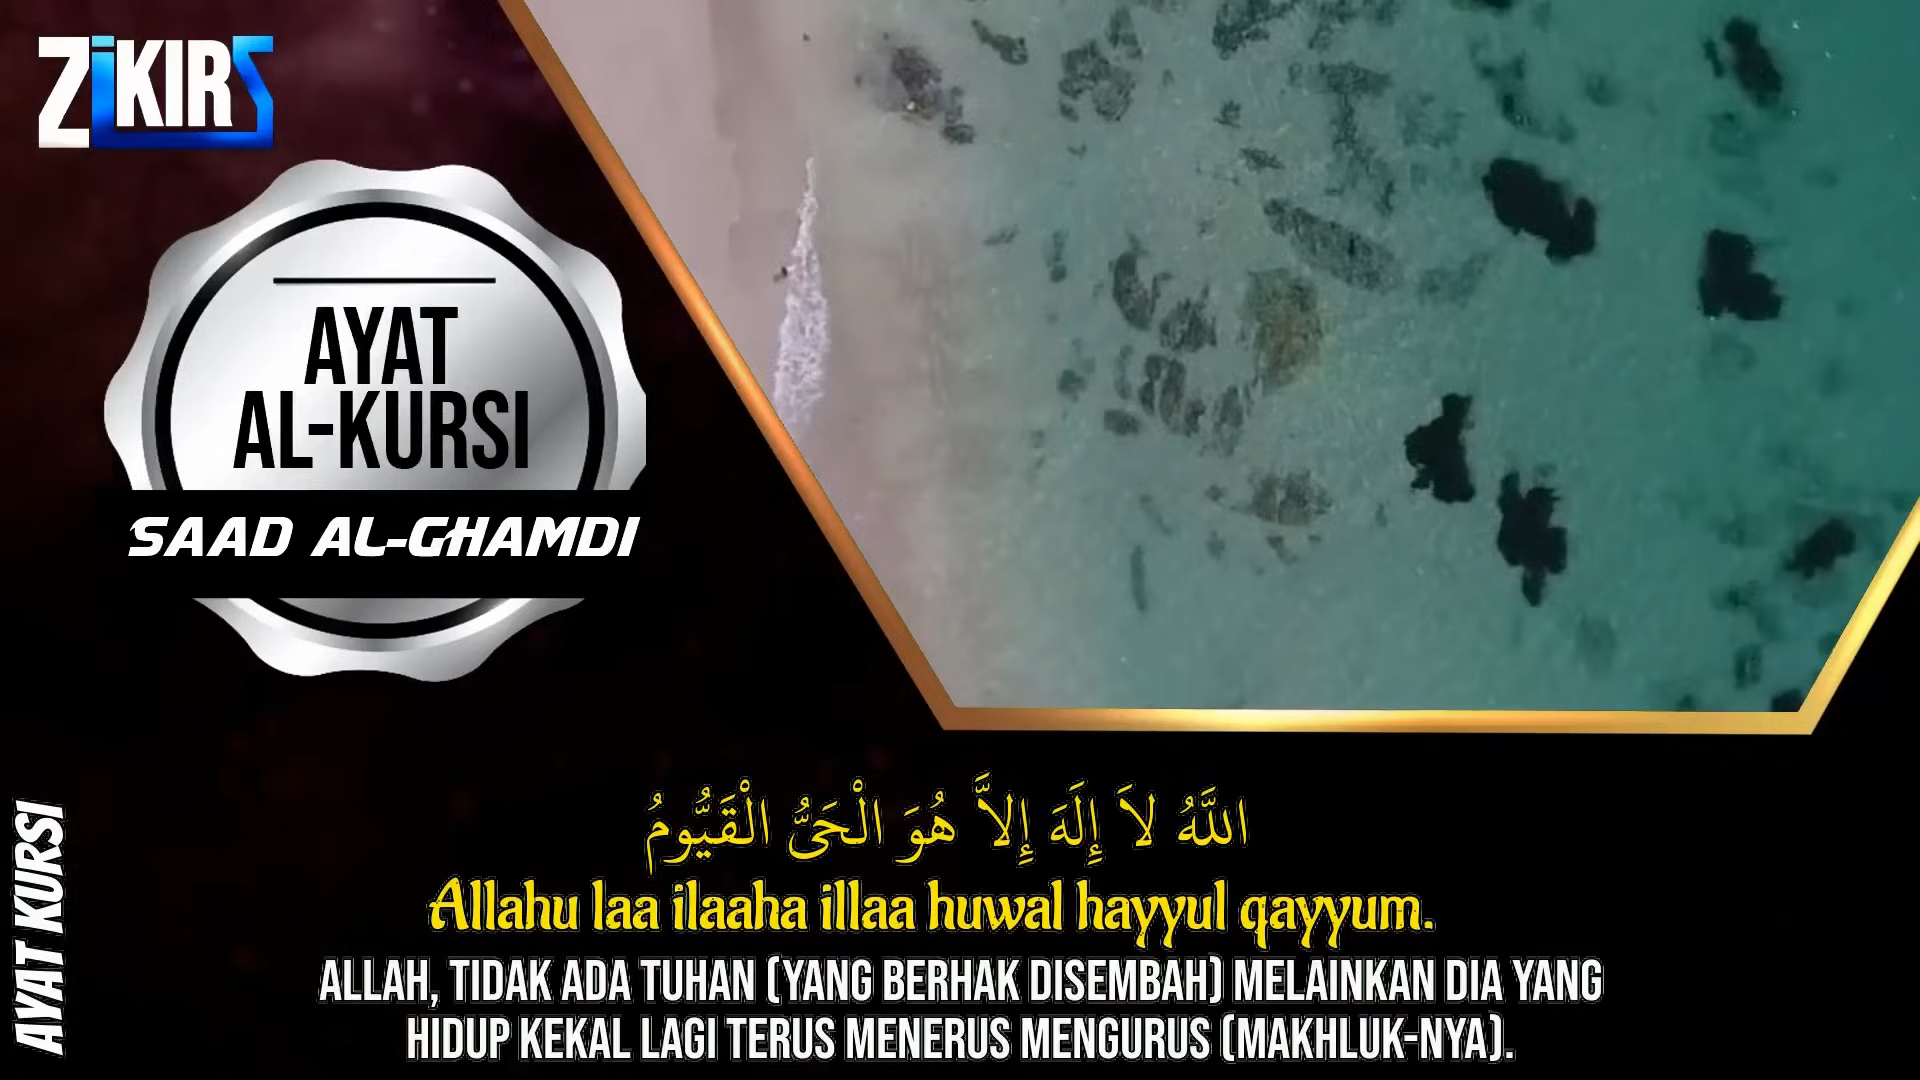 ZIKIRS
AYAT
AL-KURSI
SAAD AL-GHAMDI
AYAT KURSI
اللَّهُ لاَ إِلَهَ إِلاَّ هُوَ الْحَىُّ الْقَيُّومُ
Allahu laa ilaaha illaa huwal hayyul qayyum.
ALLAH, TIDAK ADA TUHAN (YANG BERHAK DISEMBAH) MELAINKAN DIA YANG
HIDUP KEKAL LAGI TERUS MENERUS MENGURUS (MAKHLUK-NYA).